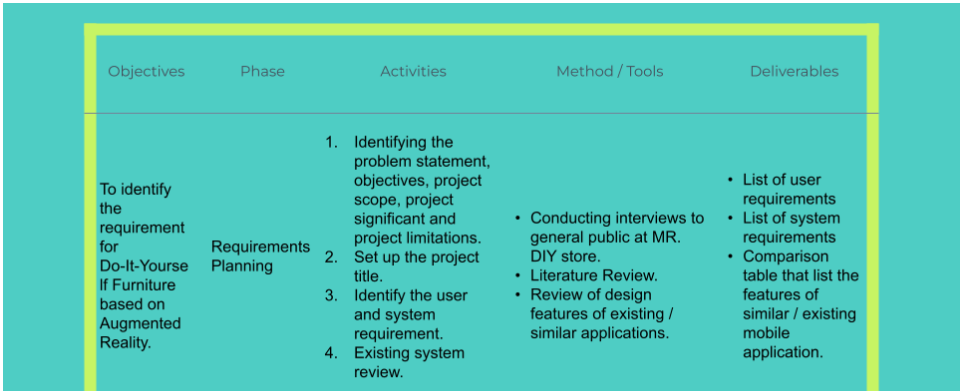 Objectives
Phase
Activities
Method / Tools
Deliverables
To identify
the
requirement
for
Do-It-Yourse
lf Furniture
based on
Augmented
Reality.
Requirements
Planning
1. Identifying the
problem statement,
objectives, project
scope, project
significant and
project limitations.
2. Set up the project
title.
3. Identify the user
and system
requirement.
4. Existing system
review.
• Conducting interviews to
general public at MR.
DIY store.
• Literature Review.
• Review of design
features of existing /
similar applications.
• List of user
requirements
• List of system
requirements
• Comparison
table that list the
features of
similar / existing
mobile
application.